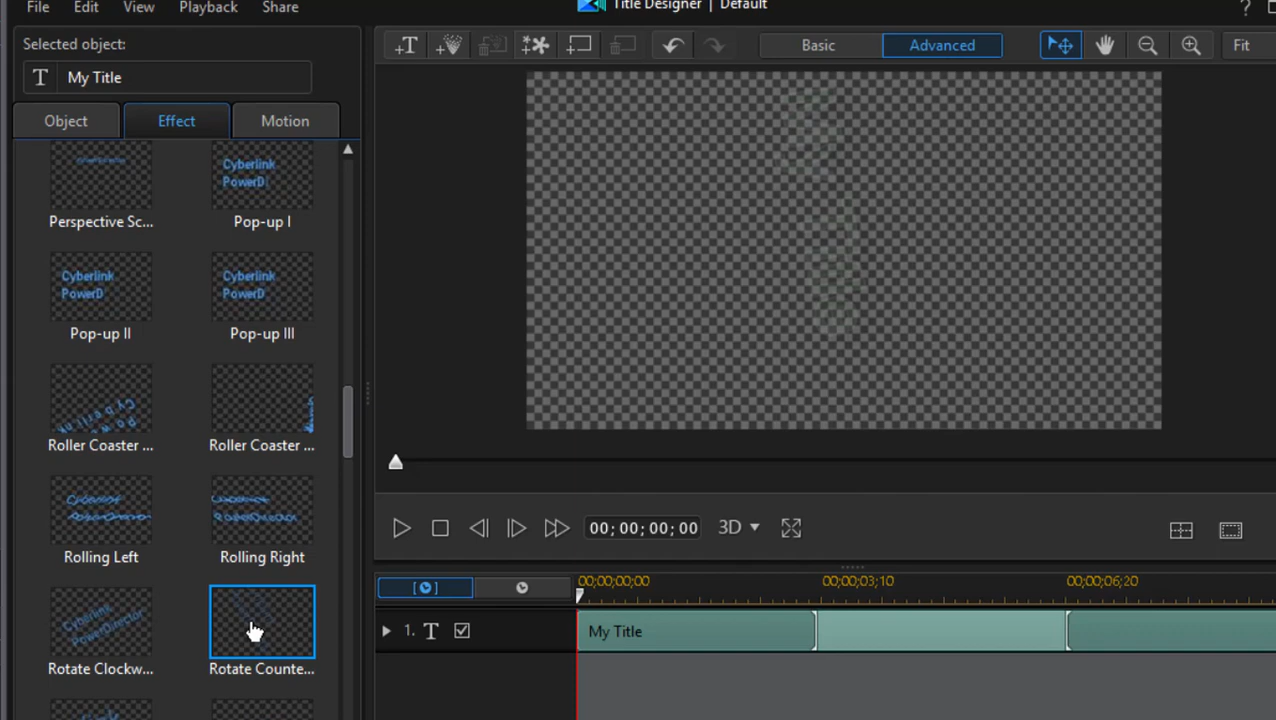 File Edit View Playback Share
Title Designer | Default
?
Selected object:
T My Title
T Basic Advanced Fit
Object Effect Motion
Cyberlink
PowerD
Perspective Sc... Pop-up I
Cyberlink Cyberlink
PowerD PowerD
Pop-up II Pop-up III
Roller Coaster ... Roller Coaster ...
Rolling Left Rolling Right
Cyberlink
PowerDirector
Rotate Clockw... Rotate Counte...
00;00;00;00 3D
00;00;00;00 00;00;03;10 00;00;06;20
1. T My Title